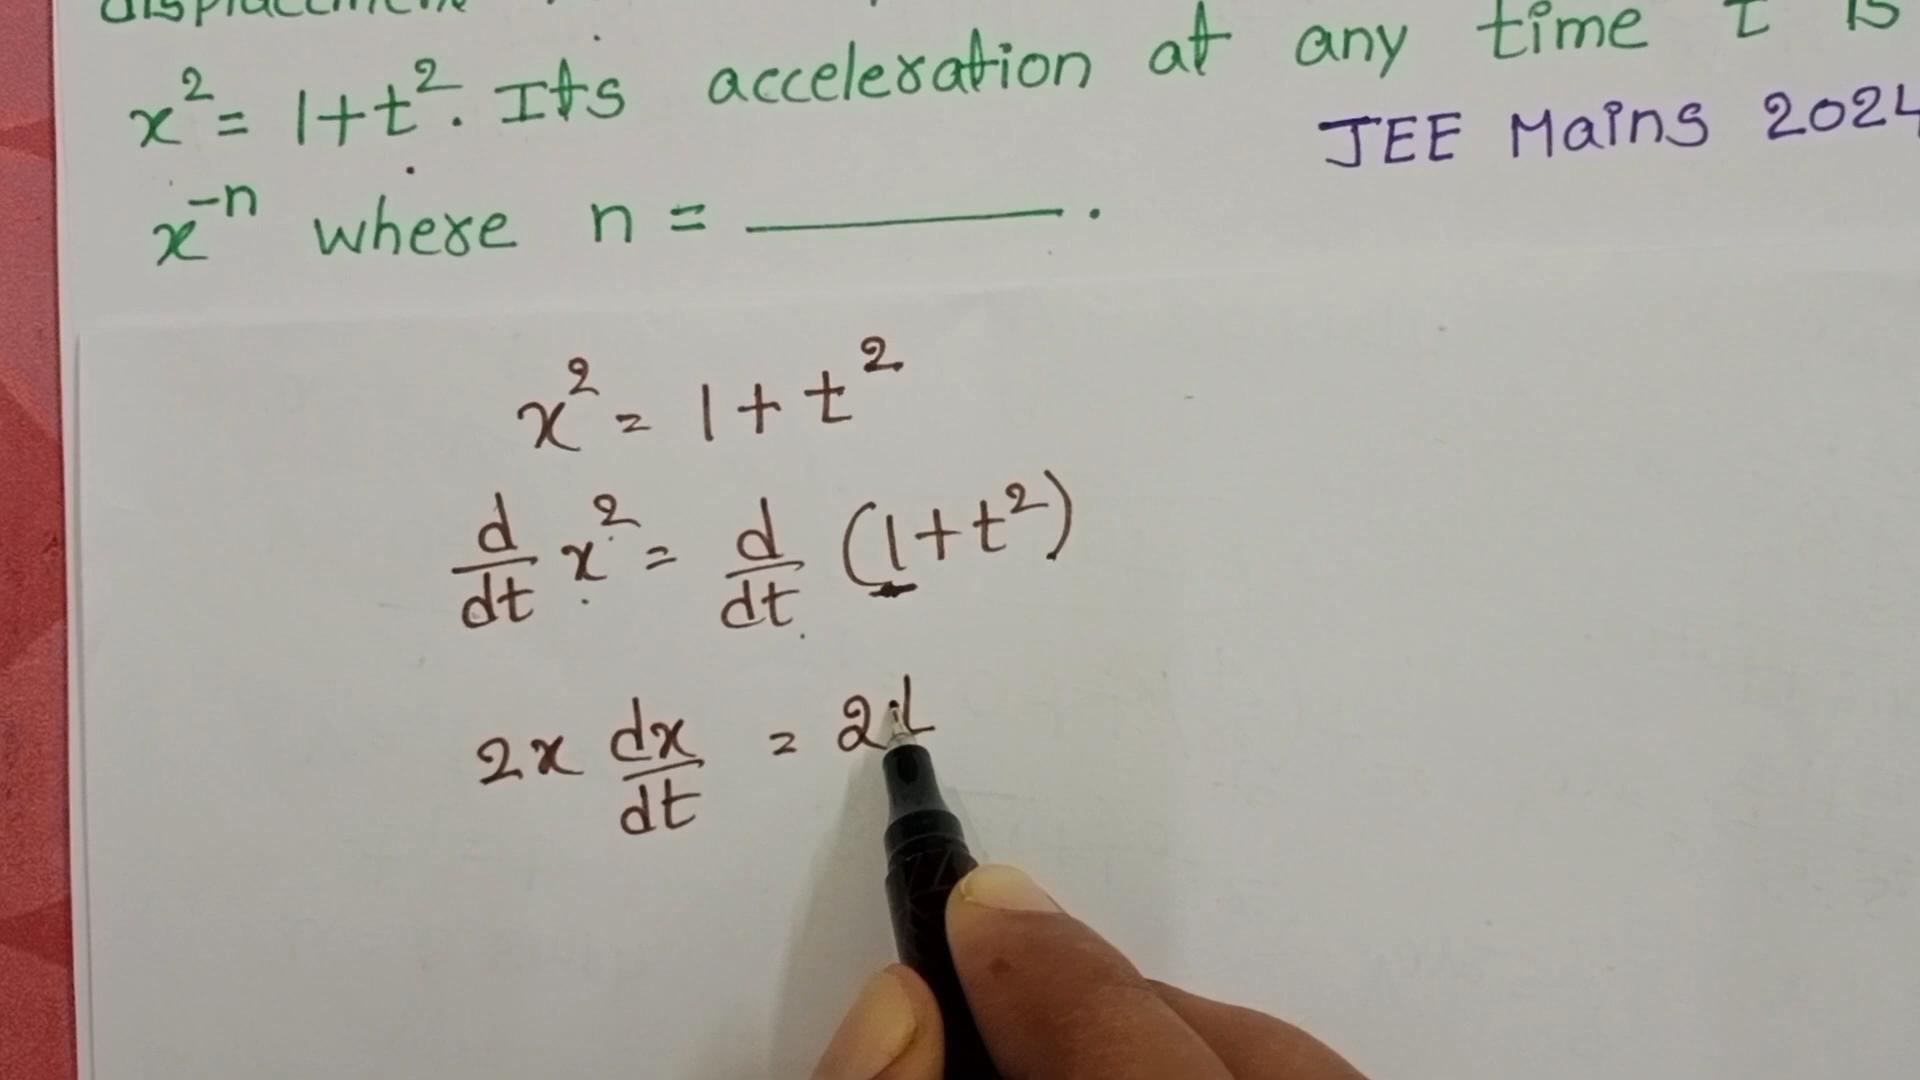 displacement
x² = 1+t². Its acceleration at any time t is
JEE Mains 2024
x⁻ⁿ where n = ______.
x² = 1+t²
d/dt x² = d/dt (1+t²)
2x dx/dt = 2t